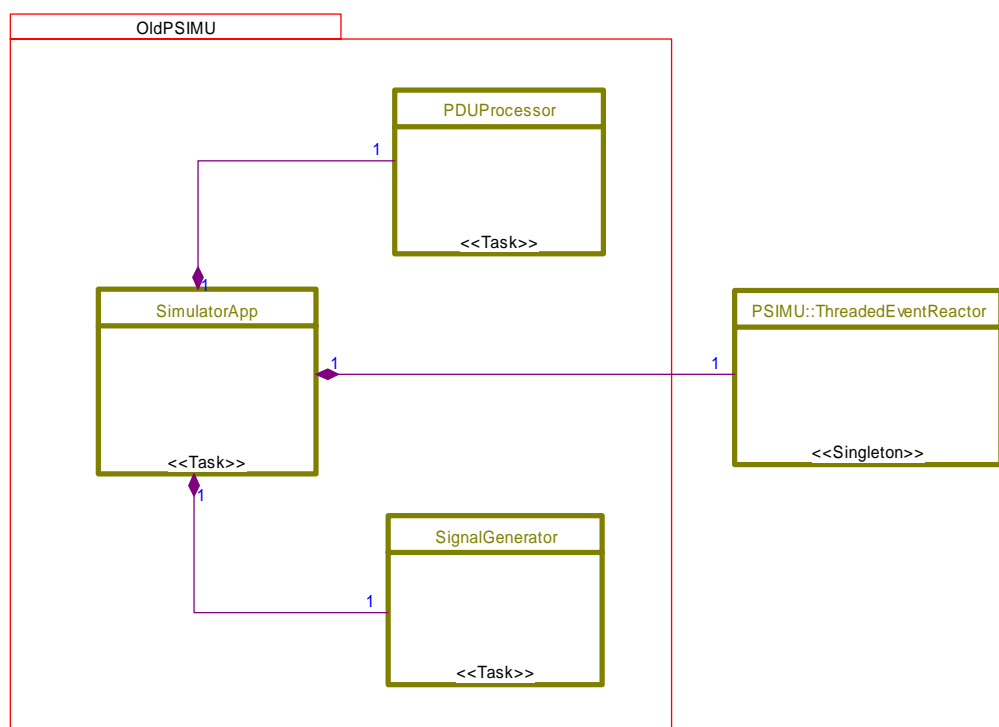 OldPSIMU
PDUProcessor
1
<<Task>>
1
SimulatorApp
PSIMU::ThreadedEventReactor
1
1
<<Task>>
<<Singleton>>
1
SignalGenerator
1
<<Task>>